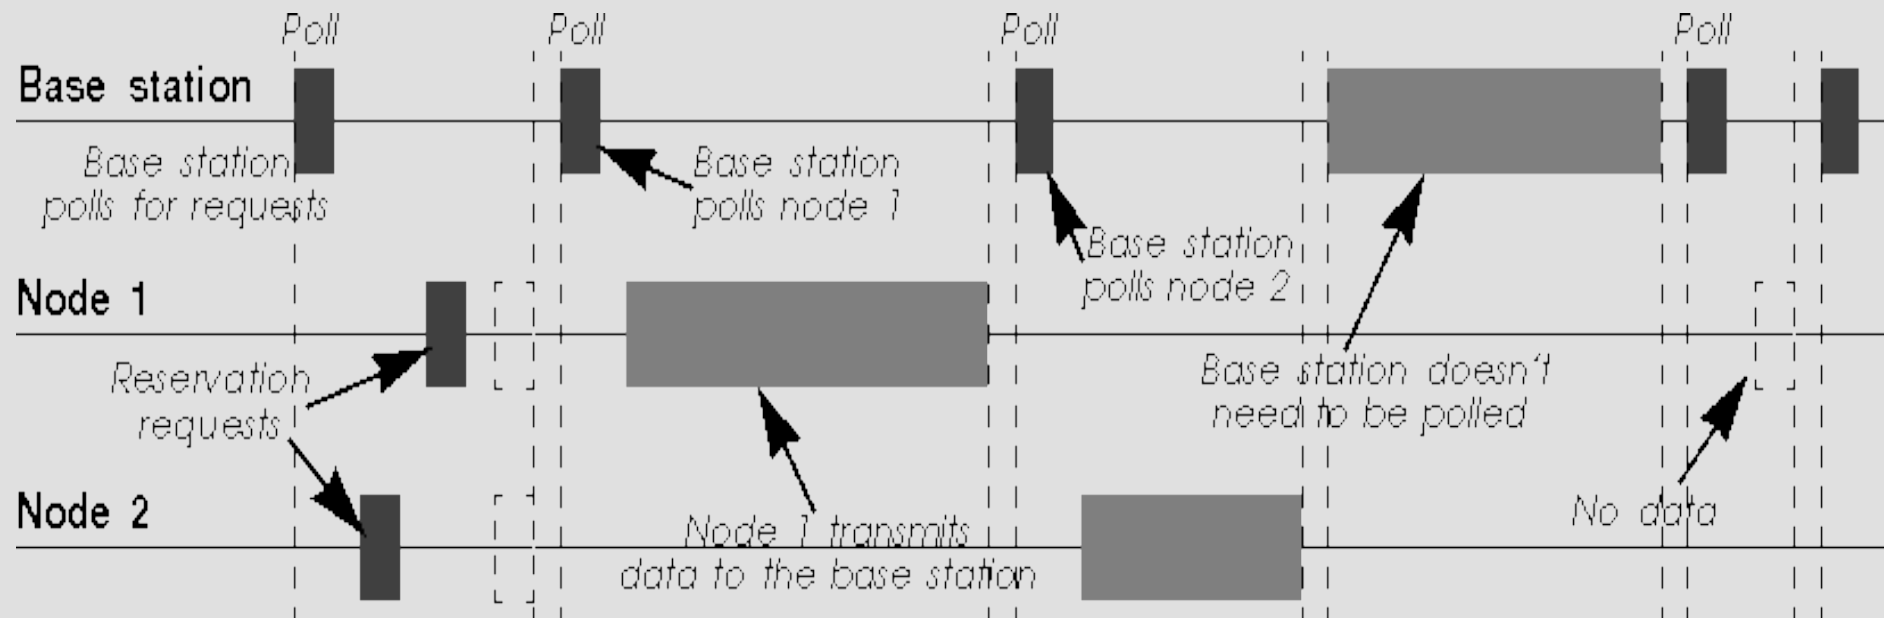 Poll
Poll
Poll
Poll
Base station
Base station
polls for requests
Base station
polls node 1
Base station
polls node 2
Node 1
Reservation
requests
Base station doesn't
need to be polled
Node 2
Node 1 transmits
data to the base station
No data